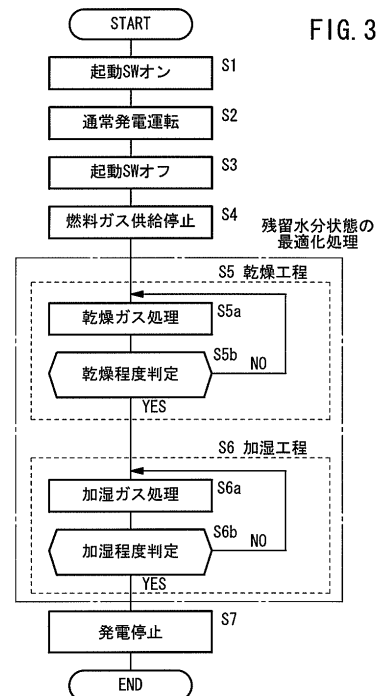 START
FIG. 3
起動SWオン S1
通常発電運転 S2
起動SWオフ S3
燃料ガス供給停止 S4
残留水分状態の
最適化処理
S5 乾燥工程
乾燥ガス処理 S5a
乾燥程度判定 S5b NO
YES
S6 加湿工程
加湿ガス処理 S6a
加湿程度判定 S6b NO
YES
発電停止 S7
END